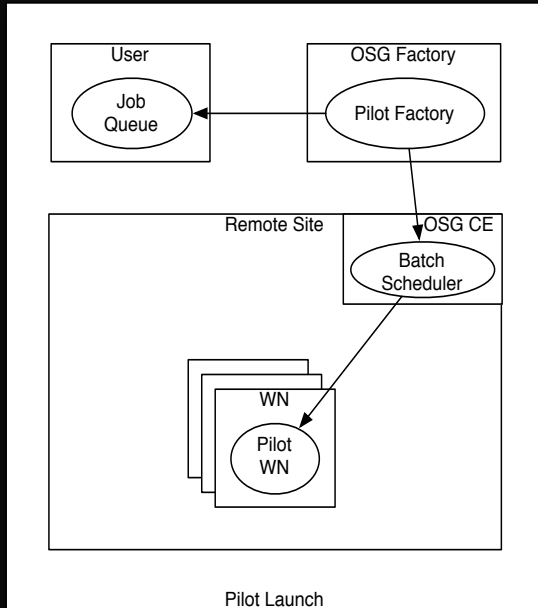 User
Job
Queue
OSG Factory
Pilot Factory
Remote Site
OSG CE
Batch
Scheduler
WN
Pilot
WN
Pilot Launch